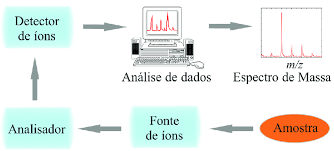 Detector
de íons
Análise de dados
m/z
Espectro de Massa
Analisador
Fonte
de íons
Amostra